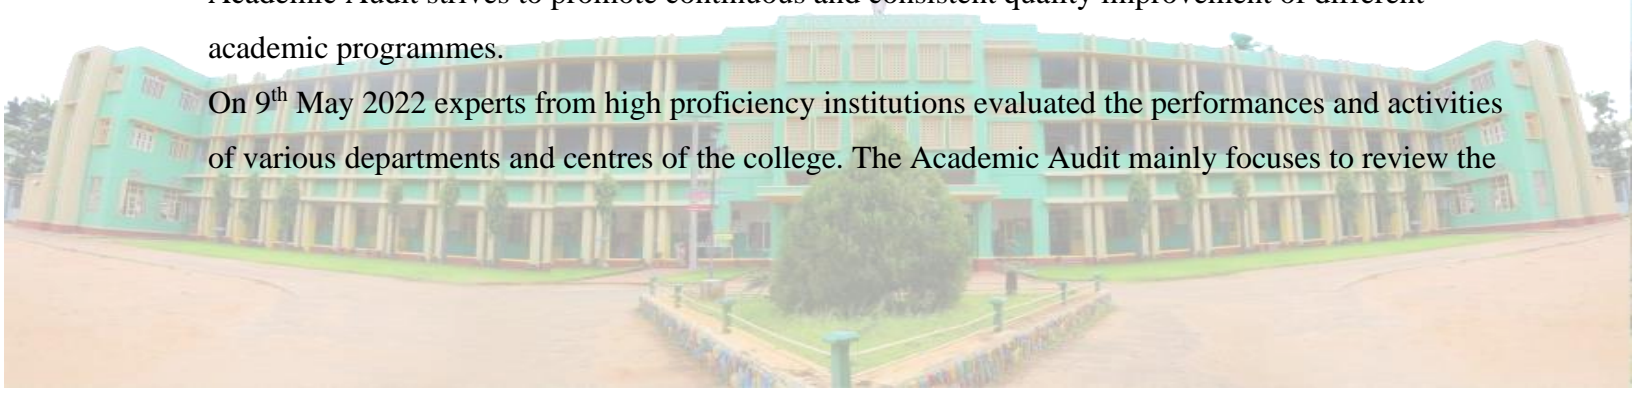 Academic Audit strives to promote continuous and consistent quality improvement of different
academic programmes.
On 9th May 2022 experts from high proficiency institutions evaluated the performances and activities
of various departments and centres of the college. The Academic Audit mainly focuses to review the